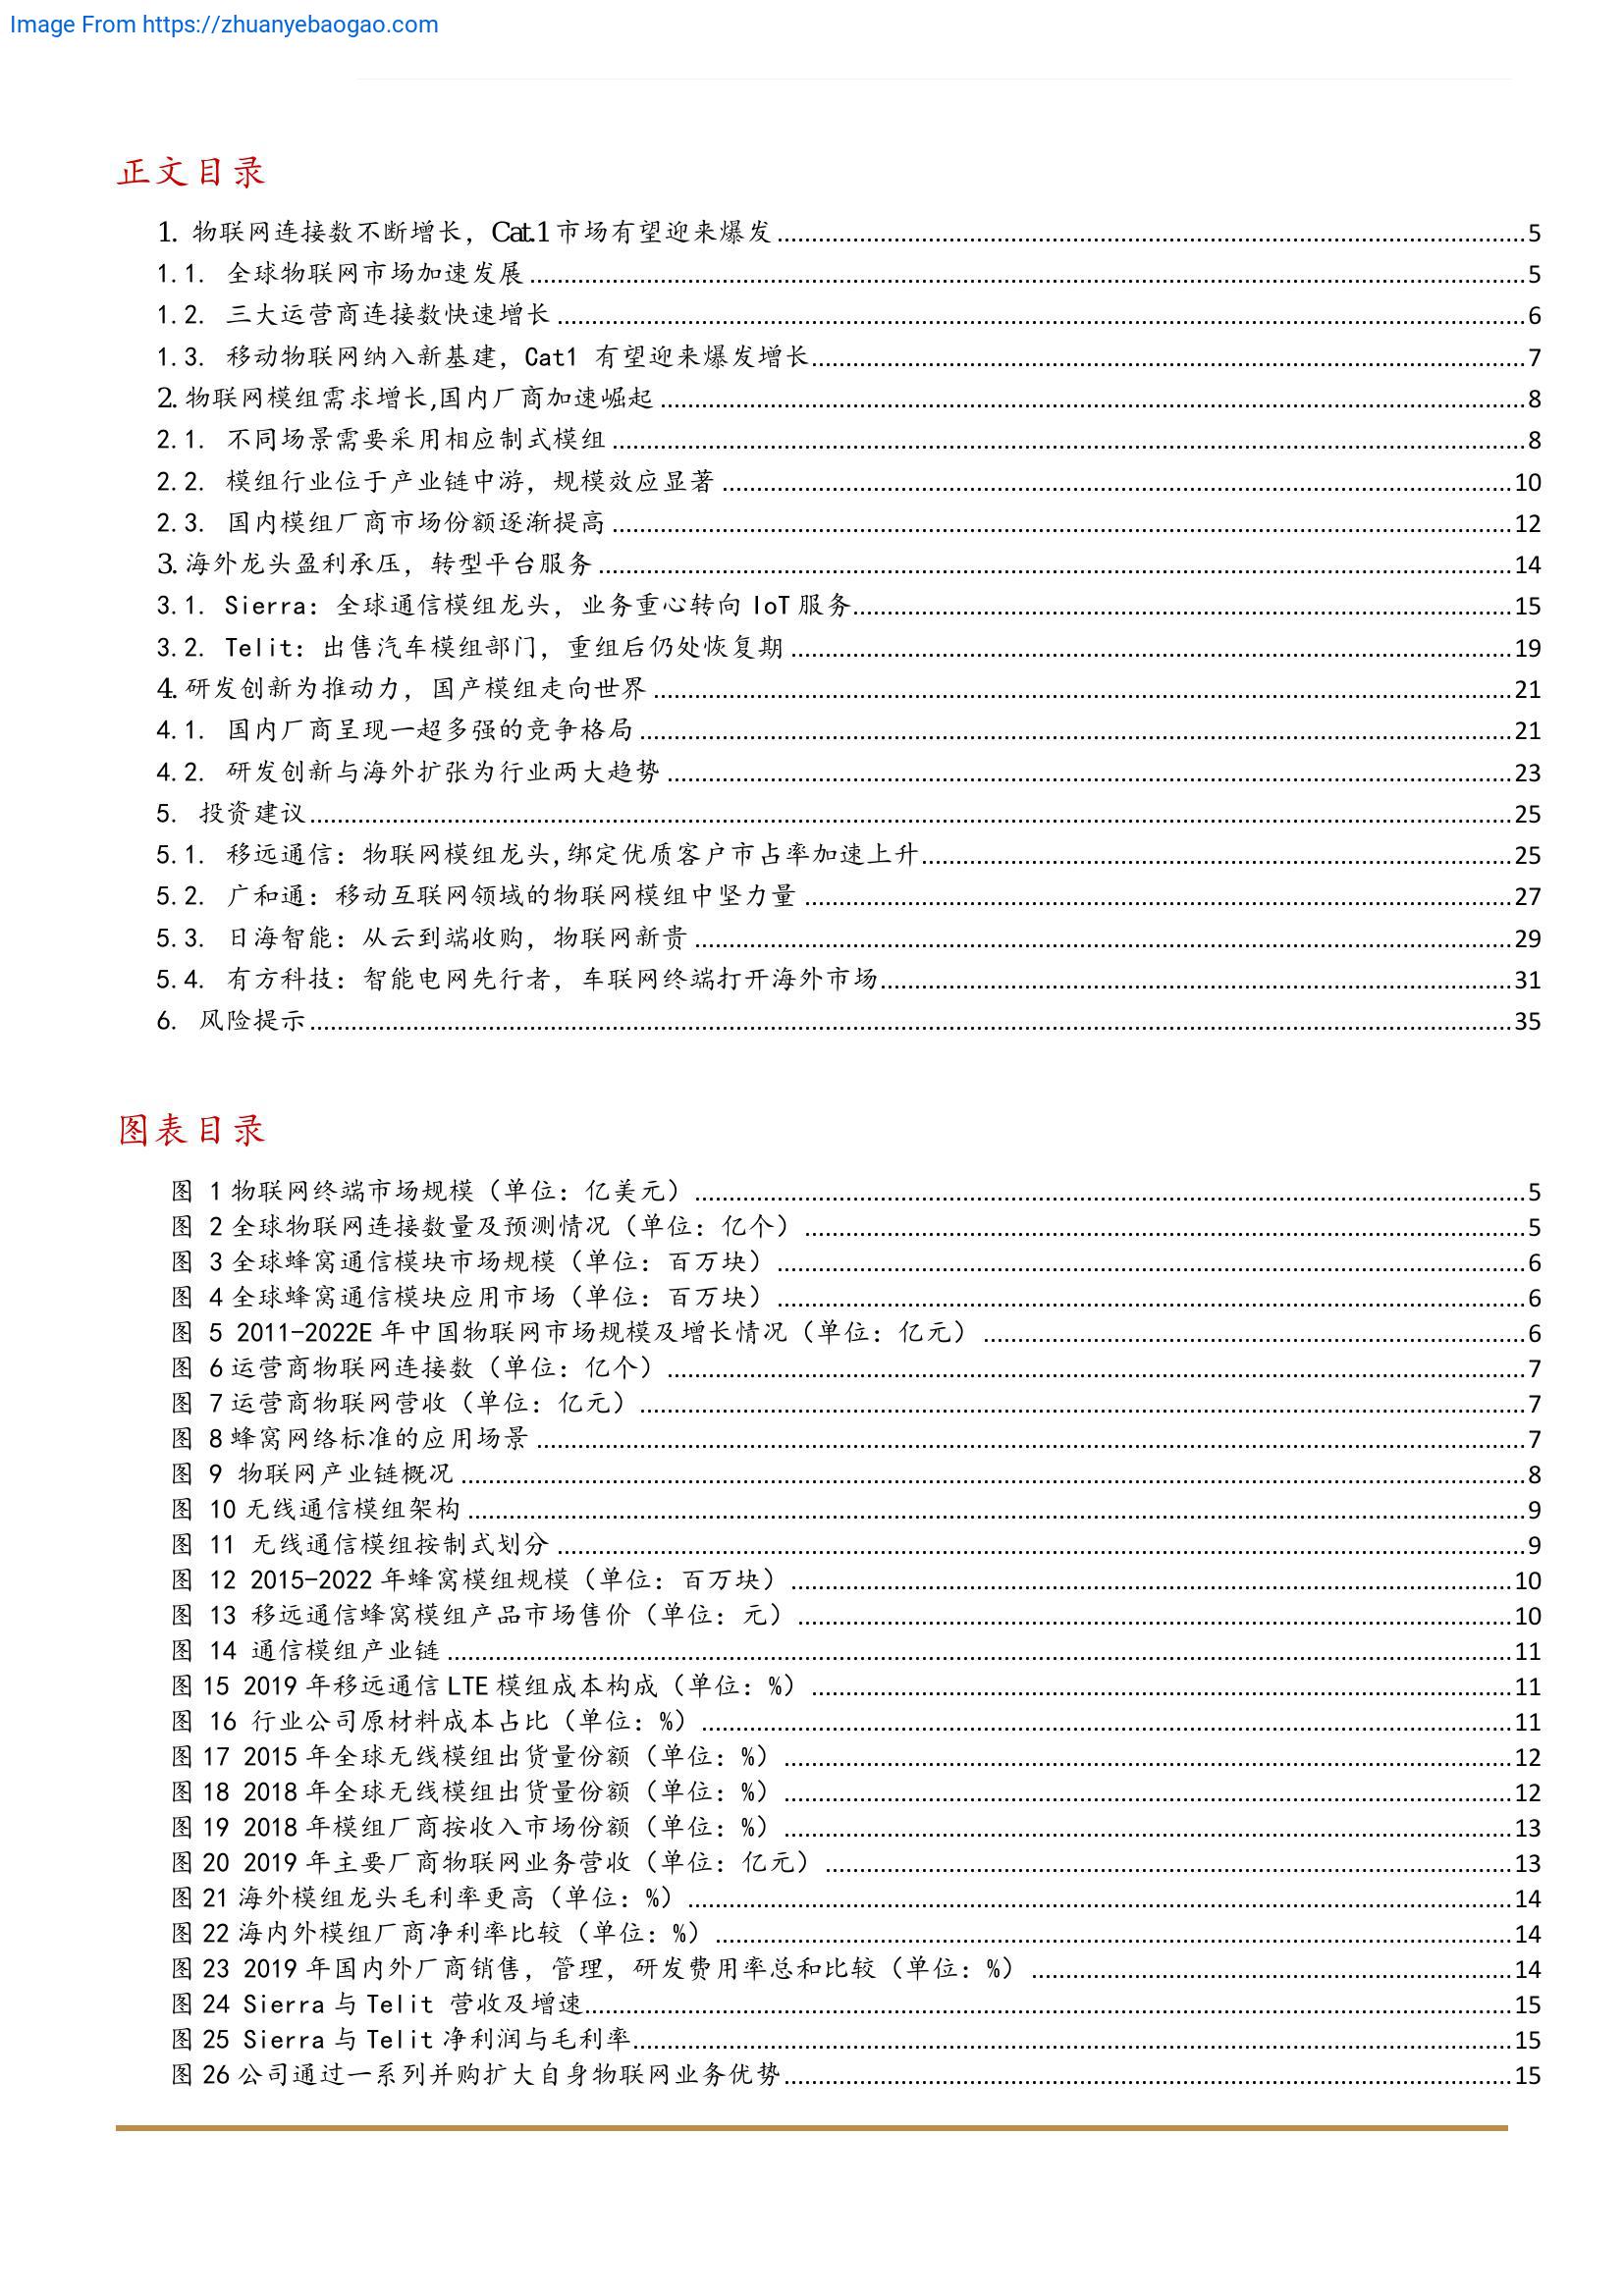 Image From https://zhuanyebaogao.com
正文目录
1. 物联网连接数不断增长，Cat.1市场有望迎来爆发 5
1.1. 全球物联网市场加速发展 5
1.2. 三大运营商连接数快速增长 6
1.3. 移动物联网纳入新基建，Cat1 有望迎来爆发增长 7
2. 物联网模组需求增长,国内厂商加速崛起 8
2.1. 不同场景需要采用相应制式模组 8
2.2. 模组行业位于产业链中游，规模效应显著 10
2.3. 国内模组厂商市场份额逐渐提高 12
3. 海外龙头盈利承压，转型平台服务 14
3.1. Sierra：全球通信模组龙头，业务重心转向 IoT 服务 15
3.2. Telit：出售汽车模组部门，重组后仍处恢复期 19
4. 研发创新为推动力，国产模组走向世界 21
4.1. 国内厂商呈现一超多强的竞争格局 21
4.2. 研发创新与海外扩张为行业两大趋势 23
5. 投资建议 25
5.1. 移远通信：物联网模组龙头,绑定优质客户市占率加速上升 25
5.2. 广和通：移动互联网领域的物联网模组中坚力量 27
5.3. 日海智能：从云到端收购，物联网新贵 29
5.4. 有方科技：智能电网先行者，车联网终端打开海外市场 31
6. 风险提示 35
图表目录
图 1 物联网终端市场规模（单位：亿美元） 5
图 2 全球物联网连接数量及预测情况（单位：亿个） 5
图 3 全球蜂窝通信模块市场规模（单位：百万块） 6
图 4 全球蜂窝通信模块应用市场（单位：百万块） 6
图 5 2011-2022E 年中国物联网市场规模及增长情况（单位：亿元） 6
图 6 运营商物联网连接数（单位：亿个） 7
图 7 运营商物联网营收（单位：亿元） 7
图 8 蜂窝网络标准的应用场景 7
图 9 物联网产业链概况 8
图 10 无线通信模组架构 9
图 11 无线通信模组按制式划分 9
图 12 2015-2022 年蜂窝模组规模（单位：百万块） 10
图 13 移远通信蜂窝模组产品市场售价（单位：元） 10
图 14 通信模组产业链 11
图 15 2019 年移远通信 LTE 模组成本构成（单位：%） 11
图 16 行业公司原材料成本占比（单位：%） 11
图 17 2015 年全球无线模组出货量份额（单位：%） 12
图 18 2018 年全球无线模组出货量份额（单位：%） 12
图 19 2018 年模组厂商按收入市场份额（单位：%） 13
图 20 2019 年主要厂商物联网业务营收（单位：亿元） 13
图 21 海外模组龙头毛利率更高（单位：%） 14
图 22 海内外模组厂商净利率比较（单位：%） 14
图 23 2019 年国内外厂商销售，管理，研发费用率总和比较（单位：%） 14
图 24 Sierra 与 Telit 营收及增速 15
图 25 Sierra 与 Telit 净利润与毛利率 15
图 26 公司通过一系列并购扩大自身物联网业务优势 15